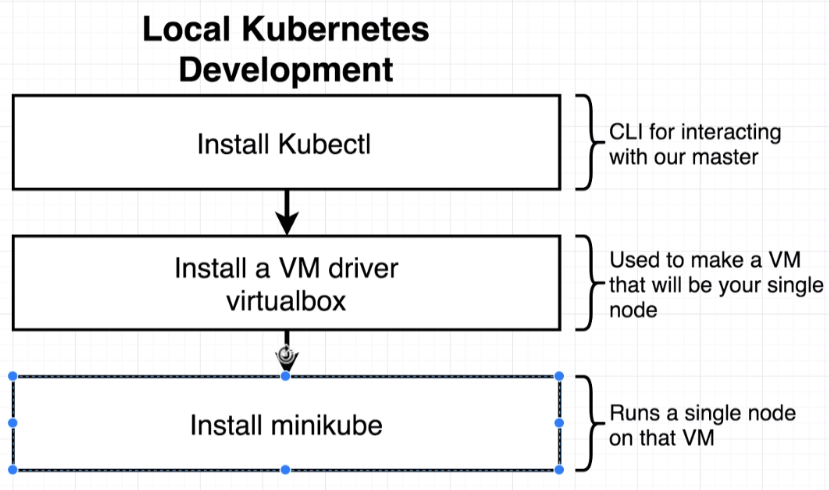 Local Kubernetes
Development
Install Kubectl
CLI for interacting
with our master
Install a VM driver
virtualbox
Used to make a VM
that will be your single
node
Install minikube
Runs a single node
on that VM